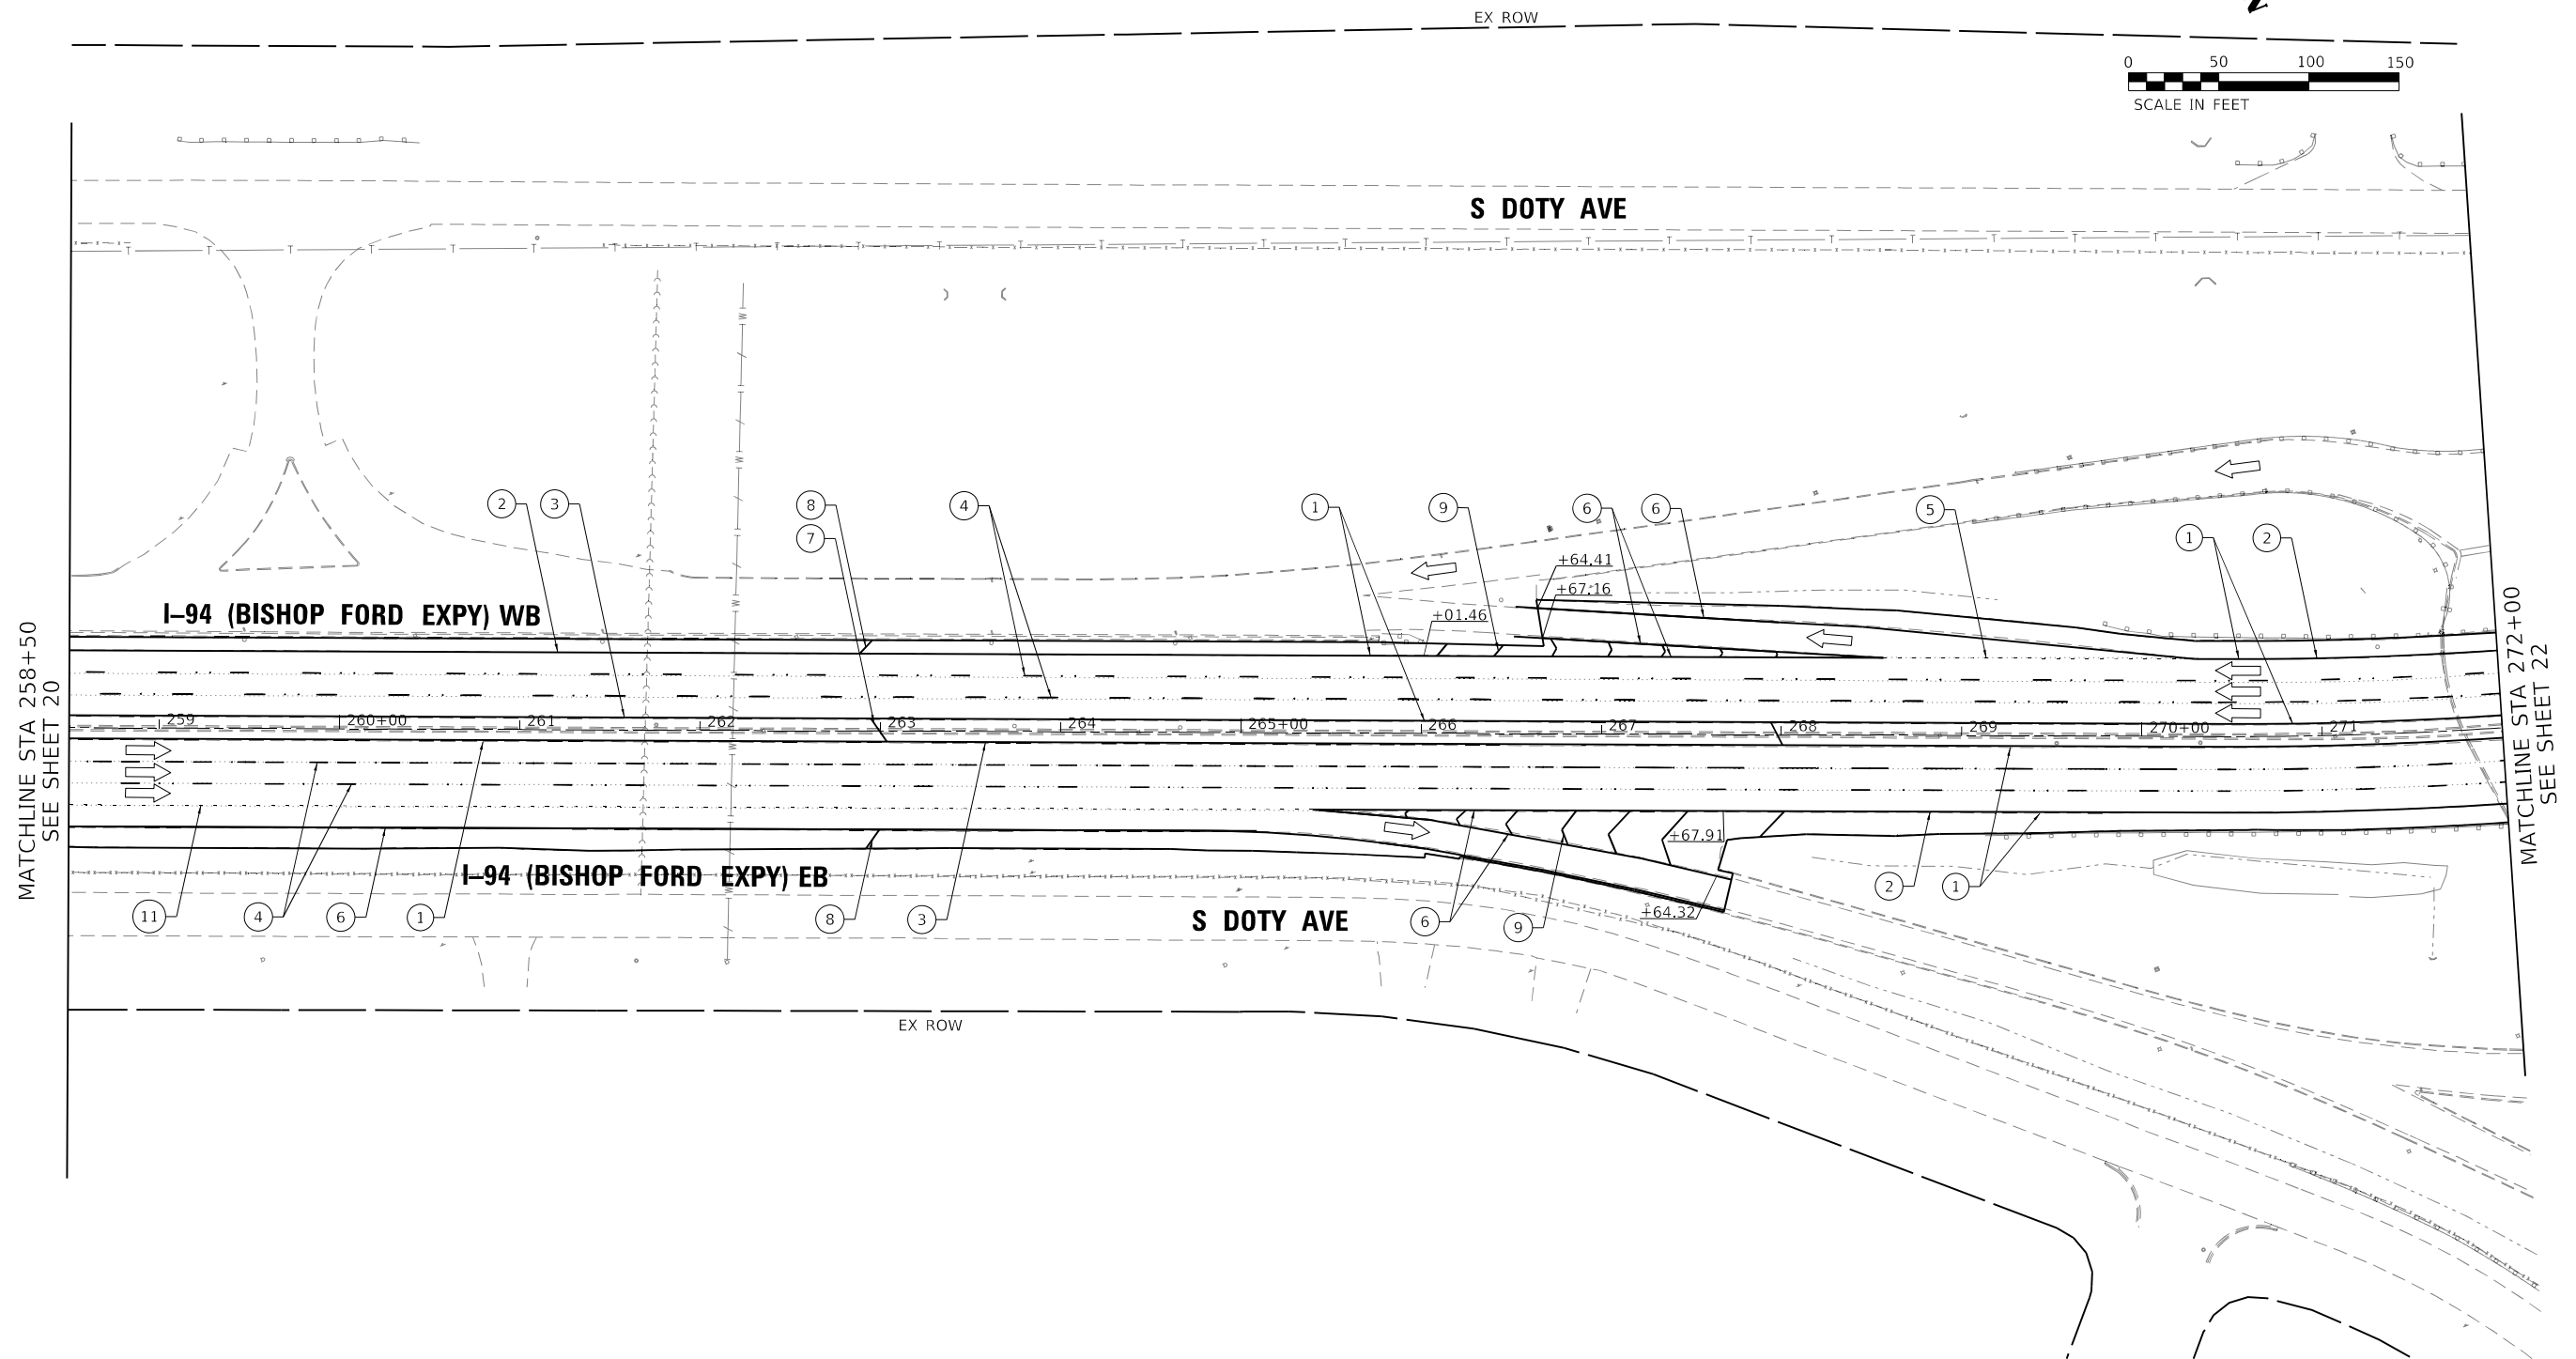 EX ROW
0 50 100 150
SCALE IN FEET
S DOTY AVE
2 3 8 4 1 9 6 6 5 1 2
7
+64.41
+67.16
+01.46
I–94 (BISHOP FORD EXPY) WB
259 260+00 261 262 263 264 265+00 266 267 268 269 270+00 271
MATCHLINE STA 258+50
SEE SHEET 20
MATCHLINE STA 272+00
SEE SHEET 22
+67.91
I–94 (BISHOP FORD EXPY) EB
+64.32
11 4 6 1 8 3 6 9 2 1
S DOTY AVE
EX ROW